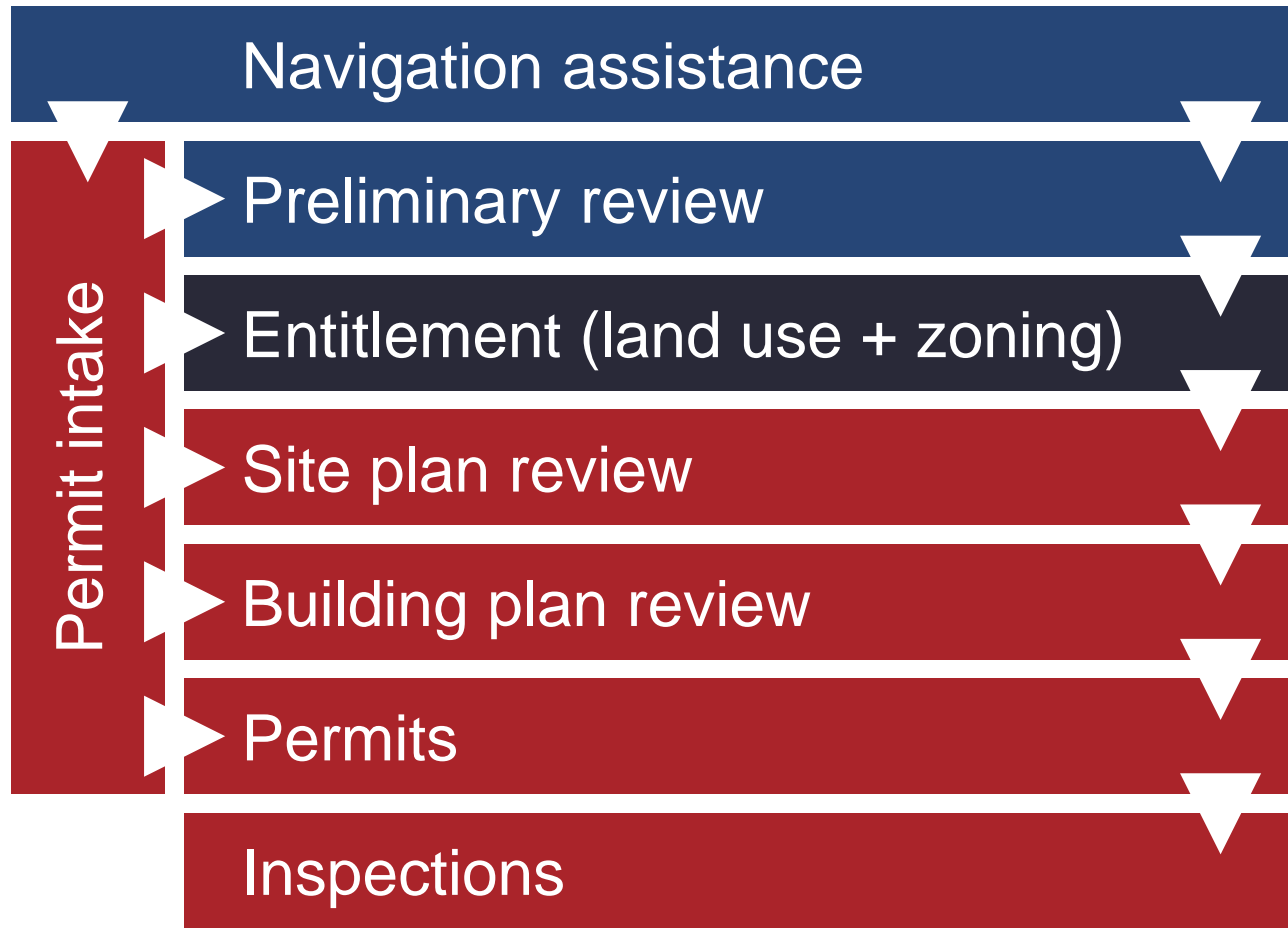 Navigation assistance
Permit intake
Preliminary review
Entitlement (land use + zoning)
Site plan review
Building plan review
Permits
Inspections